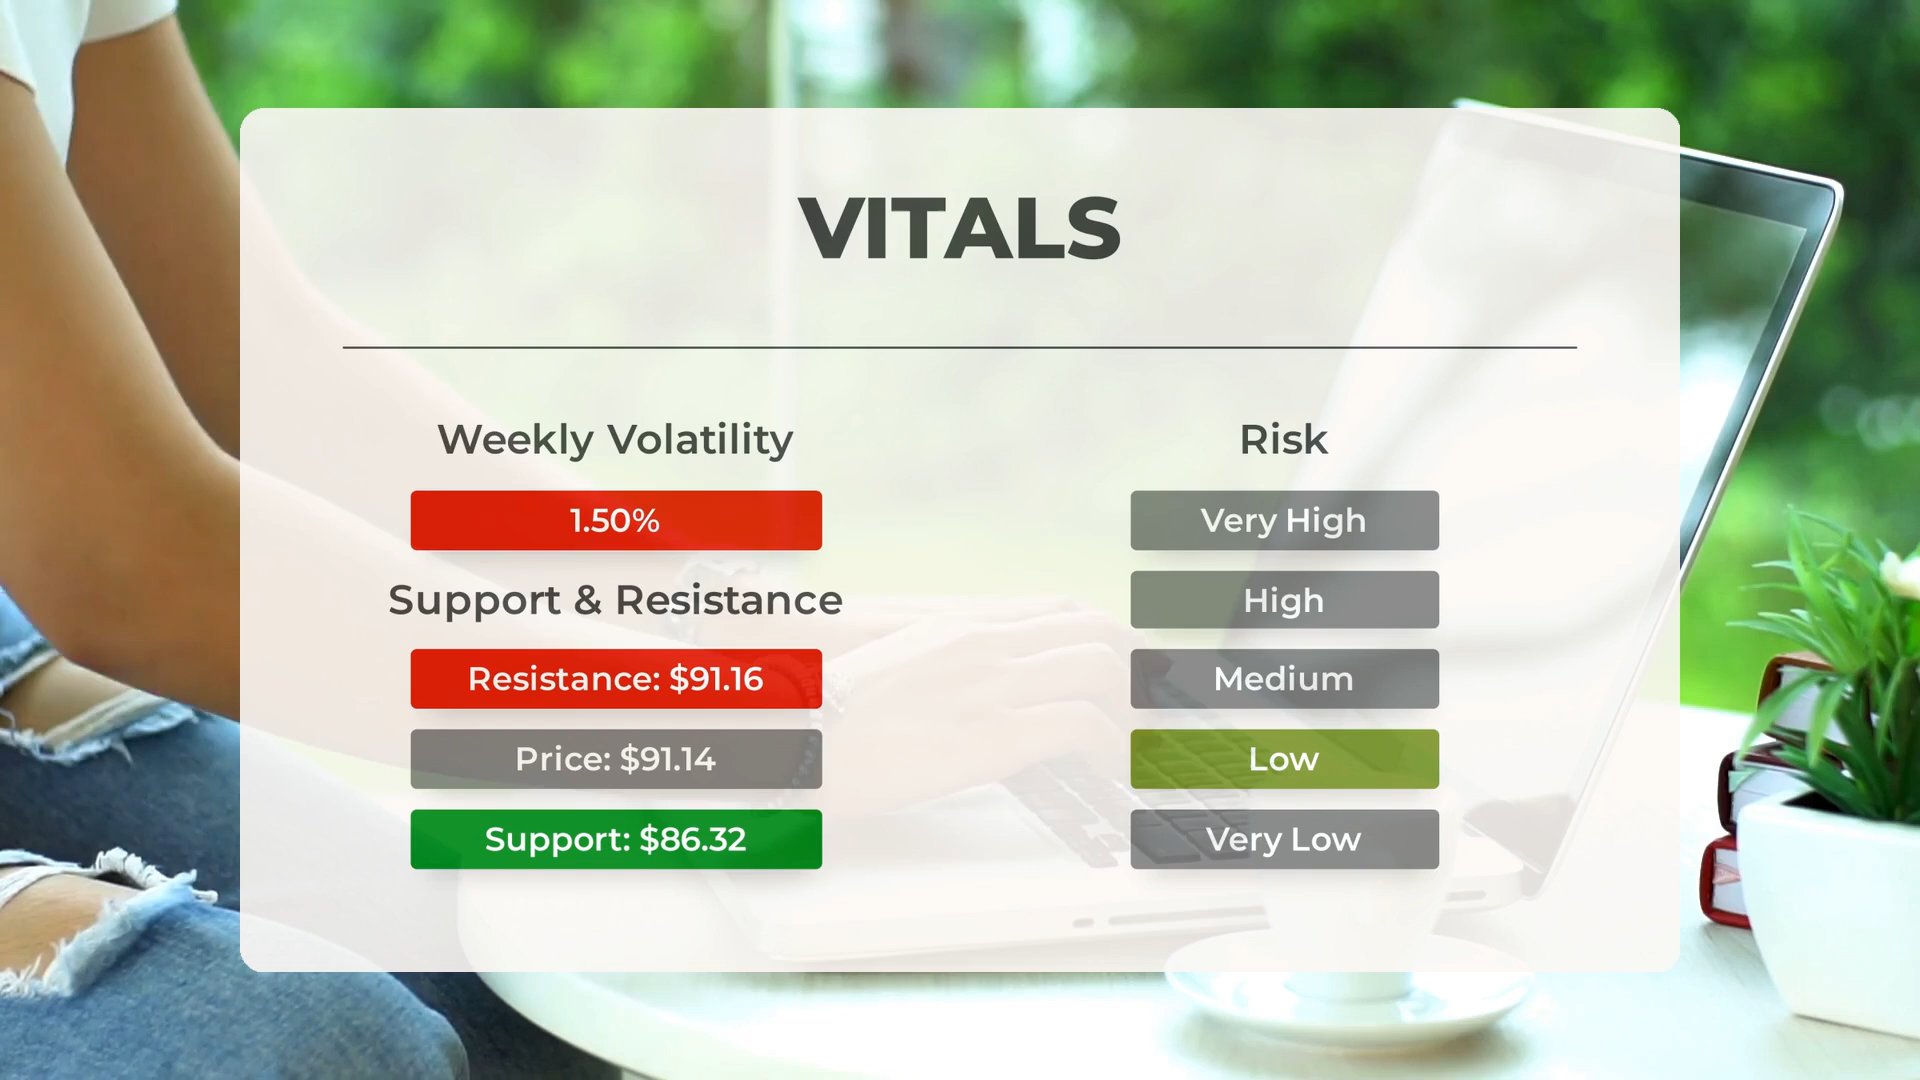 VITALS
Weekly Volatility
1.50%
Support & Resistance
Resistance: $91.16
Price: $91.14
Support: $86.32
Risk
Very High
High
Medium
Low
Very Low